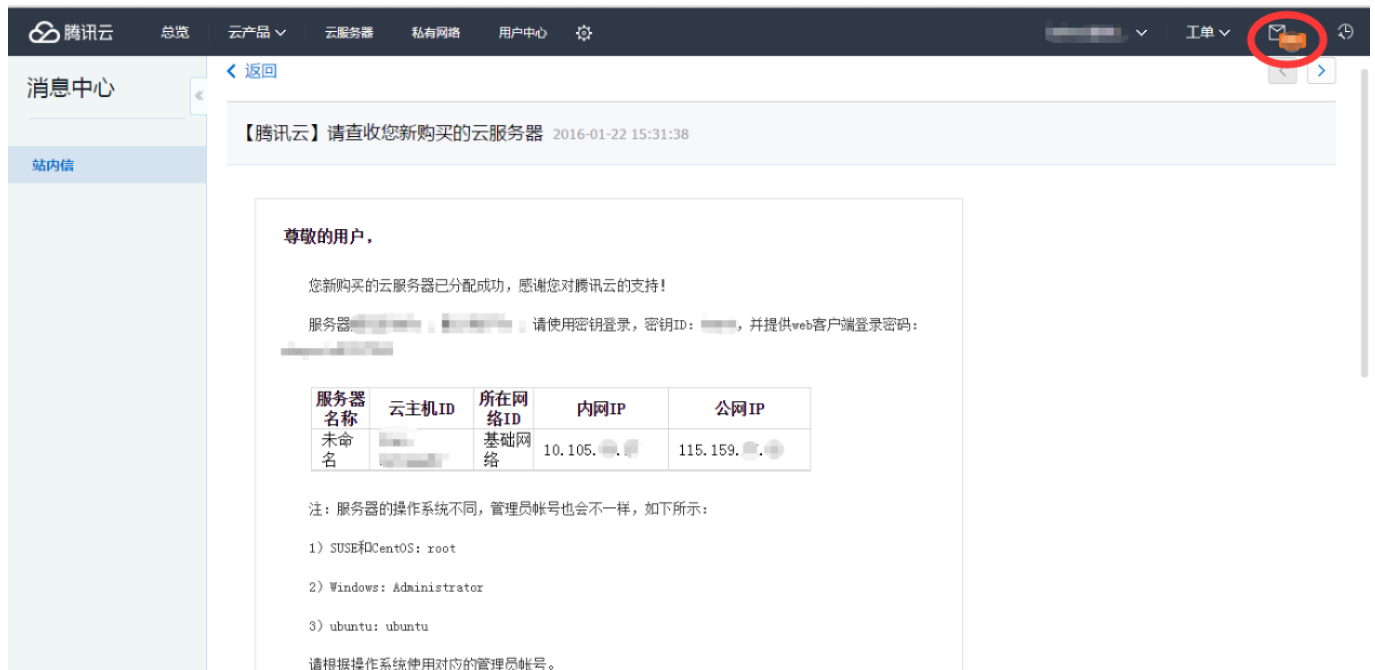 腾讯云 总览 云产品 云服务器 私有网络 用户中心 工单
消息中心
返回
站内信
【腾讯云】请查收您新购买的云服务器 2016-01-22 15:31:38
尊敬的用户，
您新购买的云服务器已分配成功，感谢您对腾讯云的支持！
服务器 请使用密钥登录，密钥ID： ，并提供web客户端登录密码：
服务器名称 云主机ID 所在网络ID 内网IP 公网IP
未命名 基础网络 10.105. . 115.159. .
注：服务器的操作系统不同，管理员帐号也会不一样，如下所示：
1）SUSE和CentOS：root
2）Windows：Administrator
3）ubuntu：ubuntu
请根据操作系统使用对应的管理员帐号。